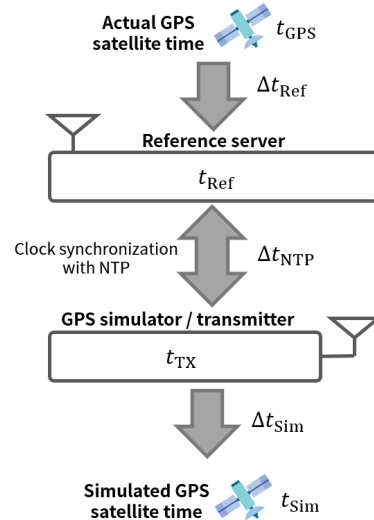 Actual GPS
satellite time
t_GPS
Δt_Ref
Reference server
t_Ref
Clock synchronization
with NTP
Δt_NTP
GPS simulator / transmitter
t_TX
Δt_Sim
Simulated GPS
satellite time
t_Sim